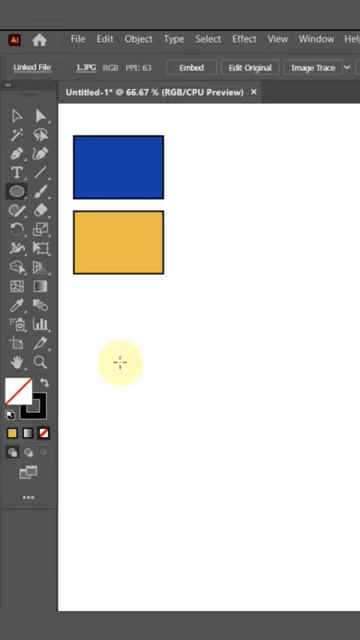 Ai File Edit Object Type Select Effect View Window Hel
Linked File 1.JPG RGB PPI: 63 Embed Edit Original Image Trace
Untitled-1* @ 66.67 % (RGB/CPU Preview) ×
T